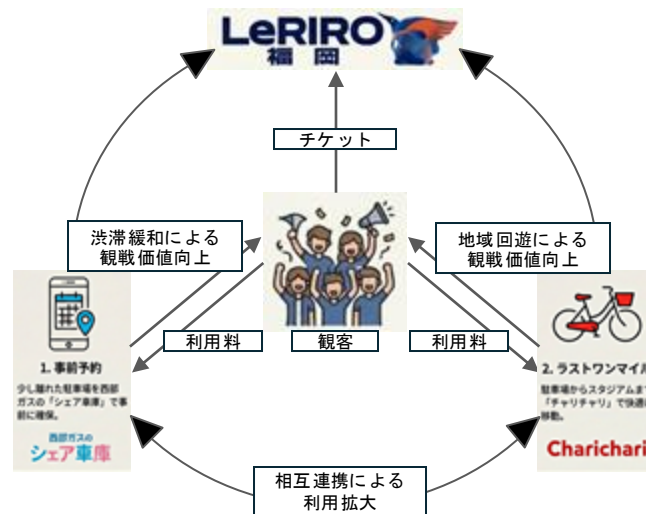 LeRIRO
福岡
チケット
渋滞緩和による
観戦価値向上
地域回遊による
観戦価値向上
利用料
観客
利用料
1. 事前予約
少し離れた駐車場を西部
ガスの「シェア車庫」で事
前に確保。
西部ガスの
シェア車庫
2. ラストワンマイル
駐車場からスタジアムま
「チャリチャリ」で快適に
移動。
Charichari
相互連携による
利用拡大